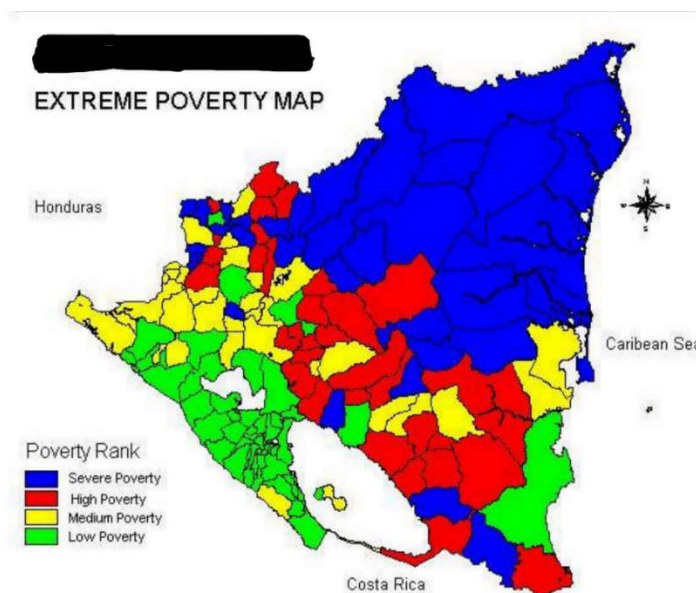 EXTREME POVERTY MAP
Honduras
N
S
Caribean Sea
Poverty Rank
Severe Poverty
High Poverty
Medium Poverty
Low Poverty
Costa Rica